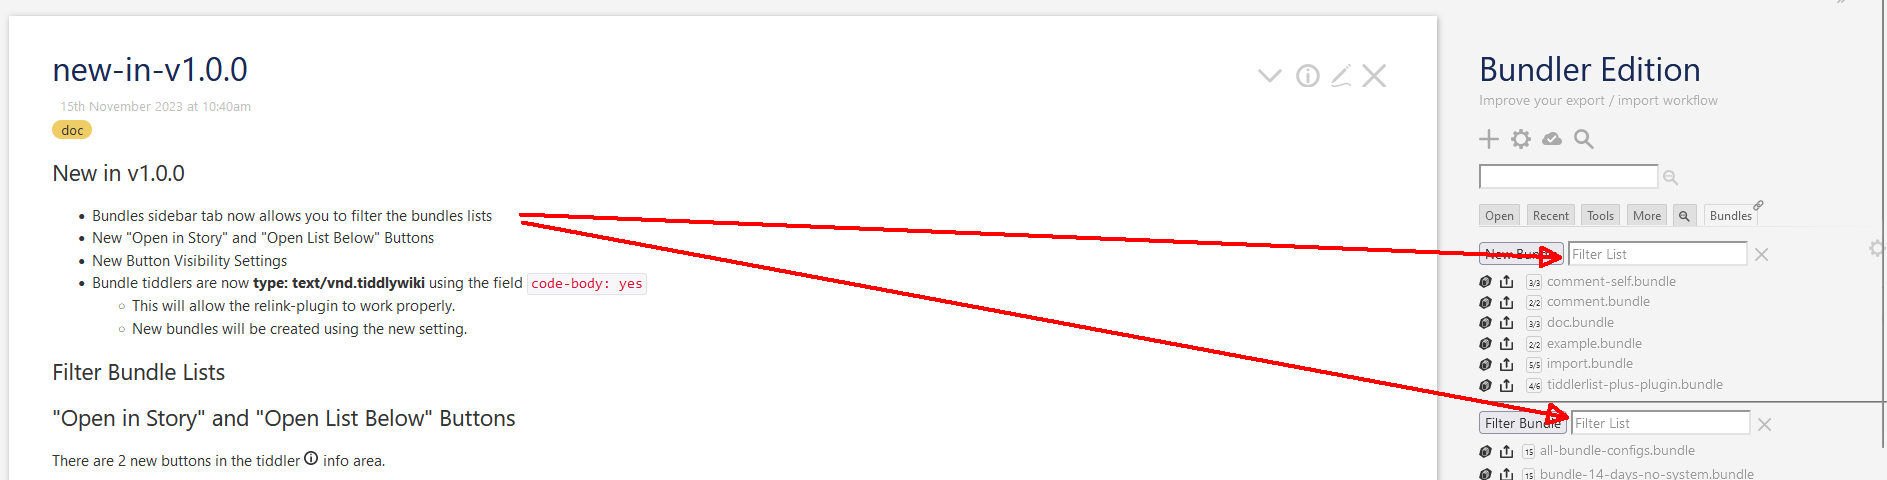 new-in-v1.0.0
15th November 2023 at 10:40am
doc
New in v1.0.0
Bundles sidebar tab now allows you to filter the bundles lists
New "Open in Story" and "Open List Below" Buttons
New Button Visibility Settings
Bundle tiddlers are now type: text/vnd.tiddlywiki using the field code-body: yes
This will allow the relink-plugin to work properly.
New bundles will be created using the new setting.
Filter Bundle Lists
"Open in Story" and "Open List Below" Buttons
There are 2 new buttons in the tiddler info area.
Bundler Edition
Improve your export / import workflow
Open Recent Tools More Bundles
New Bundle Filter List
3/3 comment-self.bundle
2/2 comment.bundle
3/3 doc.bundle
2/2 example.bundle
5/5 import.bundle
4/6 tiddlerlist-plus-plugin.bundle
Filter Bundle Filter List
15 all-bundle-configs.bundle
15 bundle-14-days-no-system.bundle